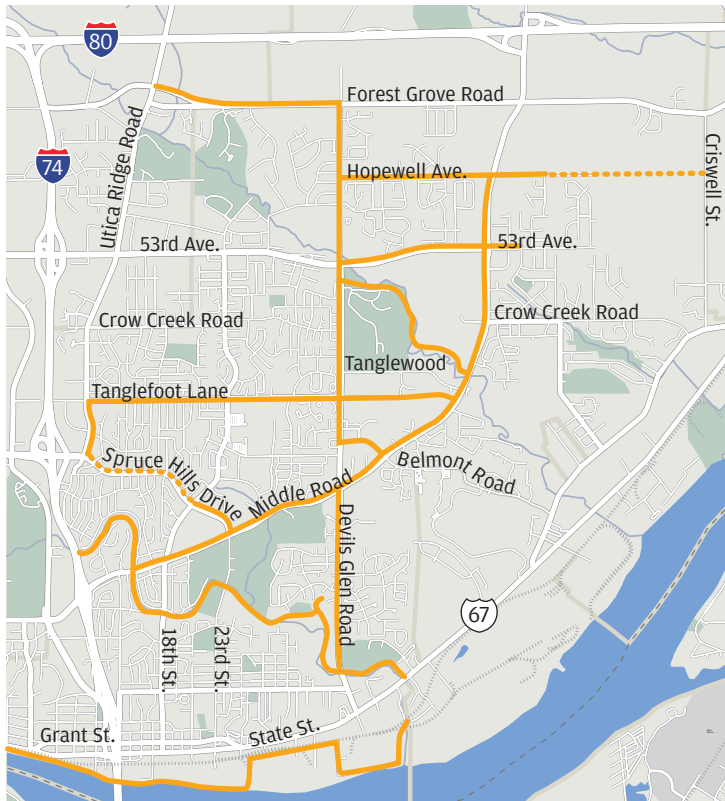 80
Forest Grove Road
74
Utica Ridge Road
Hopewell Ave.
Criswell St.
53rd Ave.
53rd Ave.
Crow Creek Road
Crow Creek Road
Tanglewood
Tanglefoot Lane
Spruce Hills Drive
Middle Road
Belmont Road
Devils Glen Road
67
18th St.
23rd St.
Grant St.
State St.